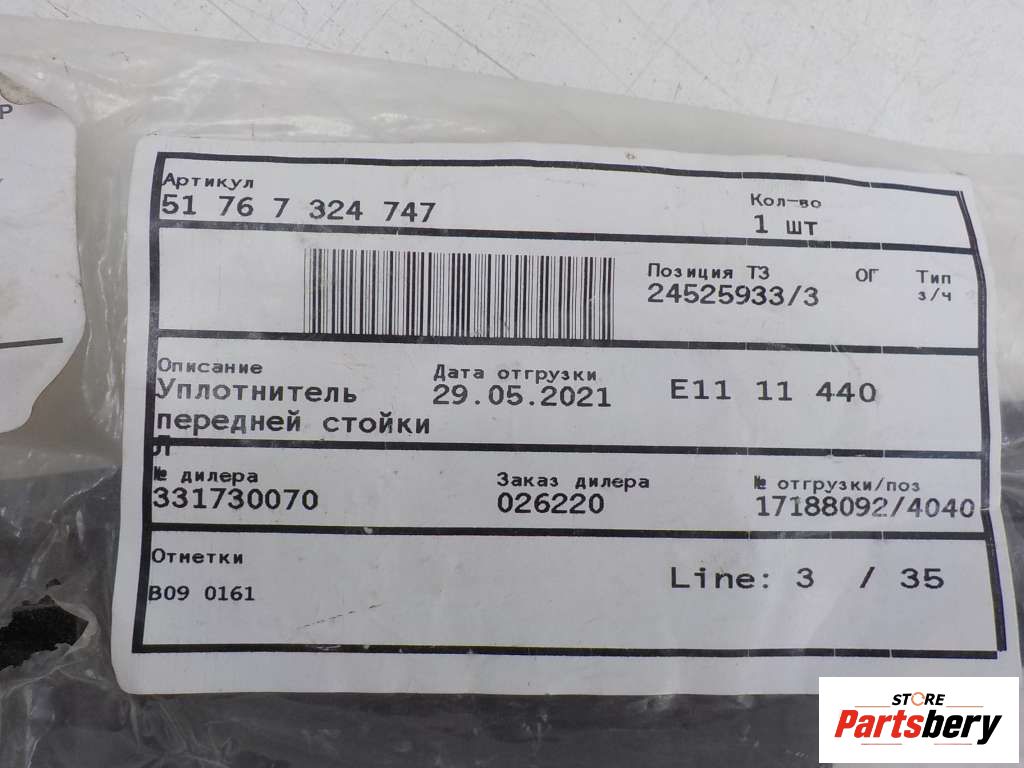 Р
Артикул
51 76 7 324 747
Кол-во
1 шт
Позиция ТЗ
24525933/3
ОГ
Тип
з/ч
Описание
Уплотнитель
передней стойки
Л
Дата отгрузки
29.05.2021
E11 11 440
№ дилера
331730070
Заказ дилера
026220
№ отгрузки/поз
17188092/4040
Отметки
B09 0161
Line: 3 / 35
STORE
Partsbery